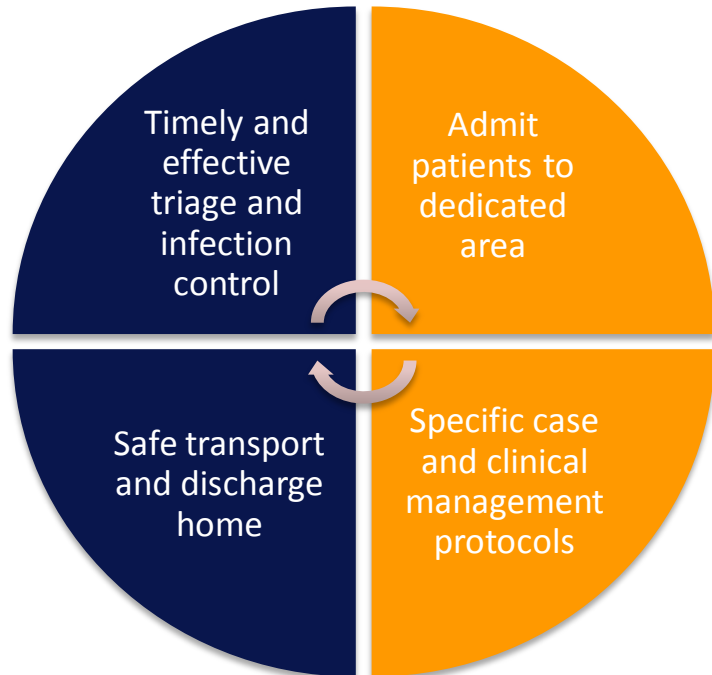 Timely and
effective
triage and
infection
control
Admit
patients to
dedicated
area
Safe transport
and discharge
home
Specific case
and clinical
management
protocols